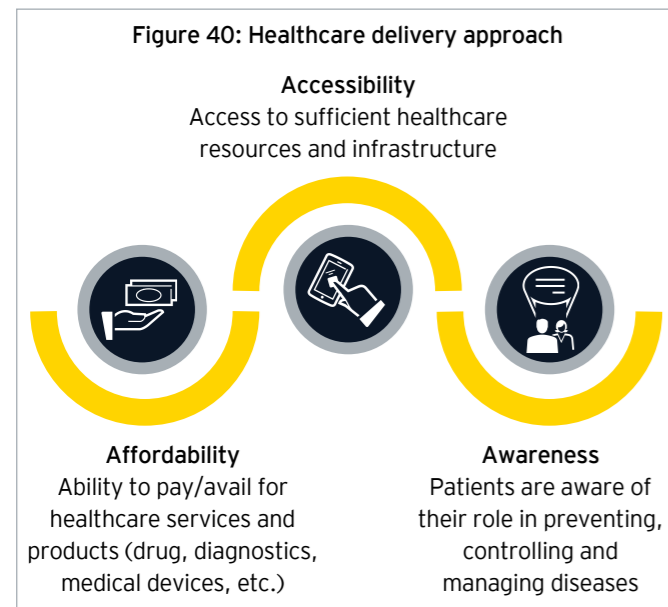 Figure 40: Healthcare delivery approach
Accessibility
Access to sufficient healthcare
resources and infrastructure
Affordability
Ability to pay/avail for
healthcare services and
products (drug, diagnostics,
medical devices, etc.)
Awareness
Patients are aware of
their role in preventing,
controlling and
managing diseases